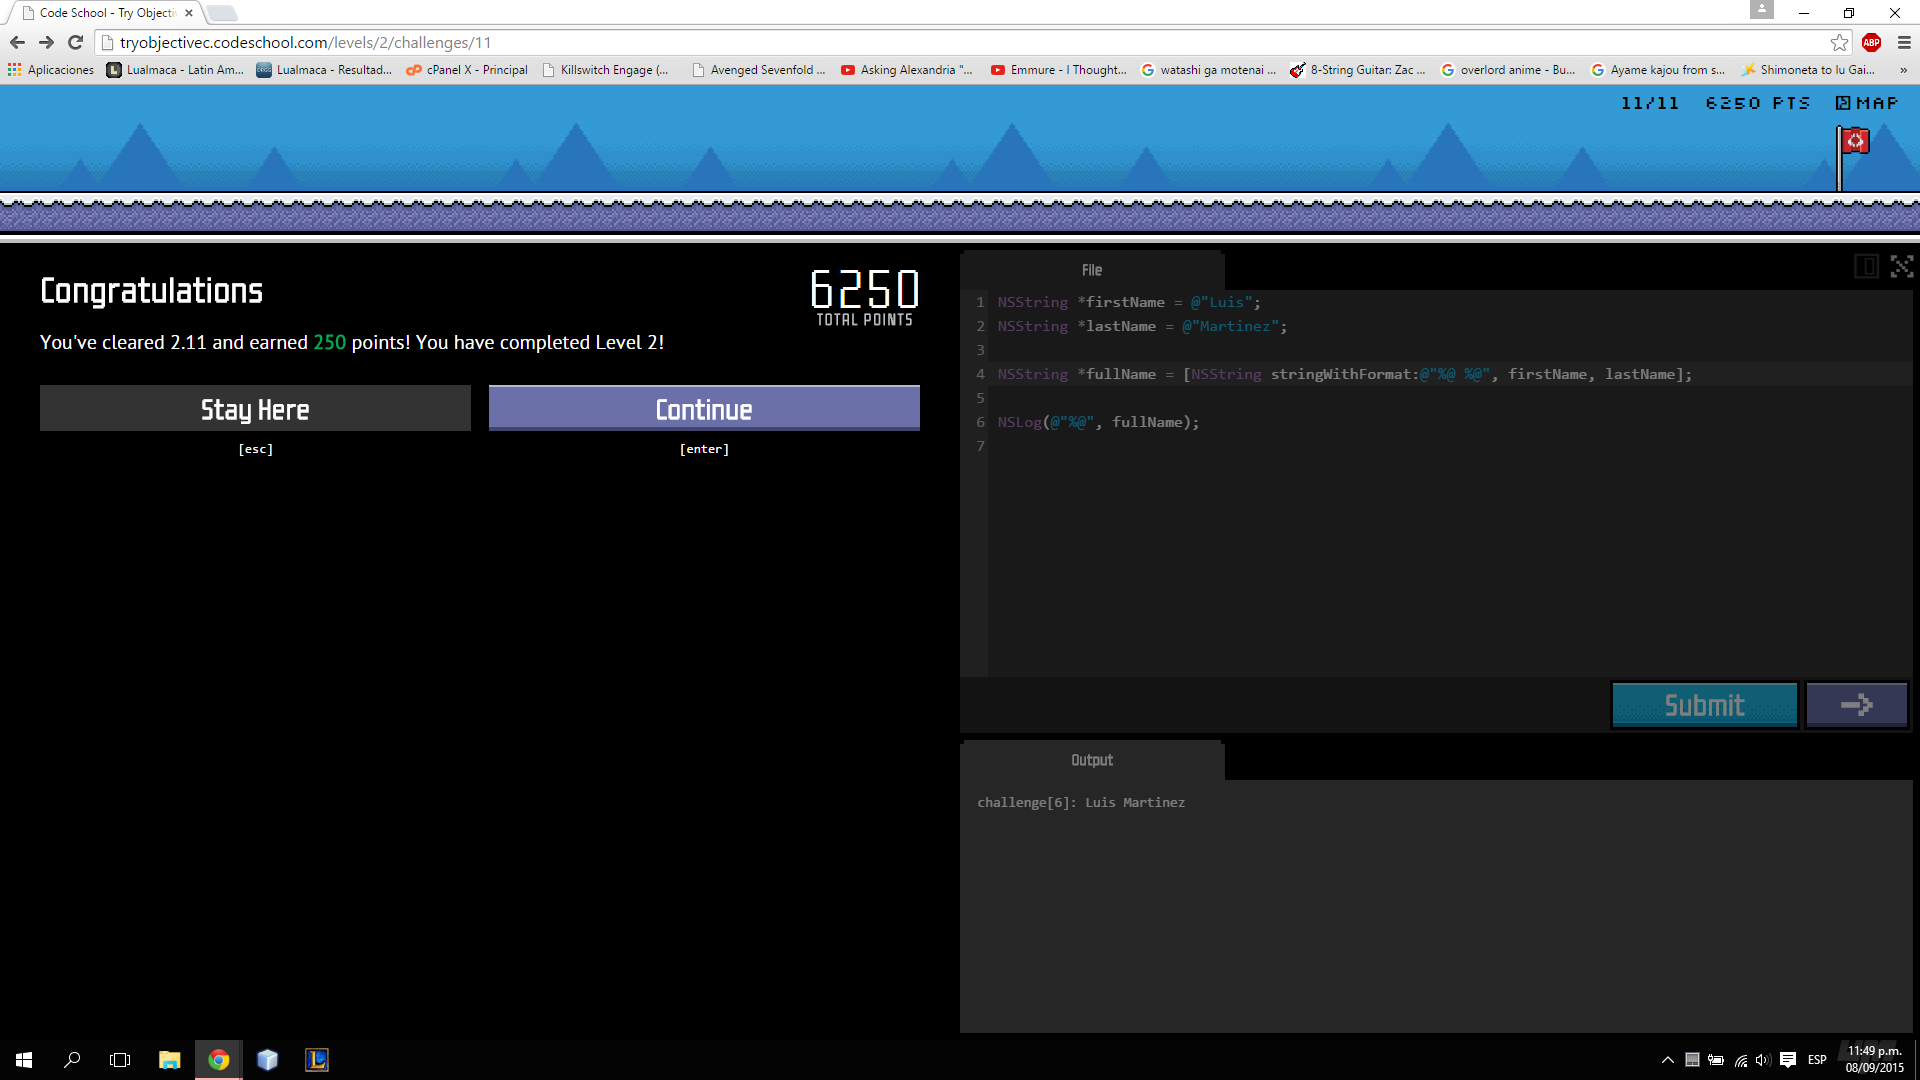 Code School - Try Objecti
tryobjectivec.codeschool.com/levels/2/challenges/11
ABP
Aplicaciones
Lualmaca - Latin Am...
Lualmaca - Resultad...
cPanel X - Principal
Killswitch Engage (...
Avenged Sevenfold ...
Asking Alexandria "...
Emmure - I Thought...
watashi ga motenai ...
8-String Guitar: Zac ...
overlord anime - Bu...
Ayame kajou from s...
Shimoneta to Iu Gai...
»
11/11 6250 PTS MAP
Congratulations
6250
TOTAL POINTS
You've cleared 2.11 and earned 250 points! You have completed Level 2!
Stay Here
[esc]
Continue
[enter]
File
1 NSString *firstName = @"Luis";
2 NSString *lastName = @"Martinez";
3
4 NSString *fullName = [NSString stringWithFormat:@"%@ %@", firstName, lastName];
5
6 NSLog(@"%@", fullName);
7
Submit
Output
challenge[6]: Luis Martinez
ESP
11:49 p.m.
08/09/2015